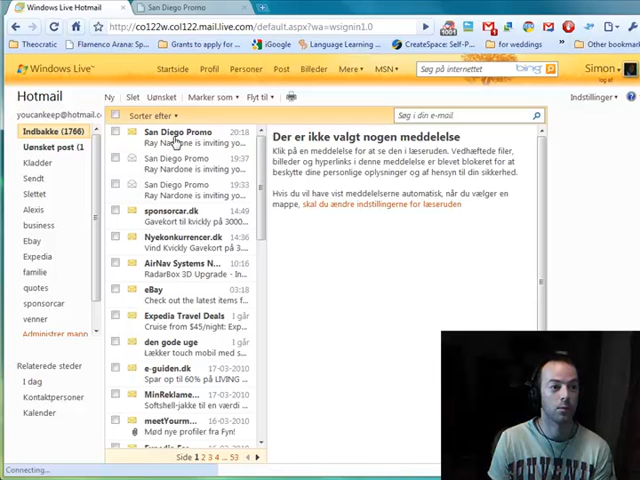 Windows Live Hotmail
San Diego Promo
http://co122w.col122.mail.live.com/default.aspx?wa=wsignin1.0
Theocratic
Flamenco Arana: Sp...
Grants to apply for
iGoogle
Language Learning ...
CreateSpace: Self-P...
for weddings
Other bookmark
Windows Live
Startside Profil Personer Post Billeder Mere MSN
Søg på internettet
bing
Simon
log af
Hotmail
Ny Slet Uønsket Marker som Flyt til
Indstillinger
youcankeep@hotmail.c
Indbakke (1766)
Uønsket post (1
Kladder
Sendt
Slettet
Alexis
business
Ebay
Expedia
familie
quotes
sponsorcar
venner
Administrer mapp
Relaterede steder
I dag
Kontaktpersoner
Kalender
Sorter efter
Søg i din e-mail
San Diego Promo 20:18
Ray Nardone is inviting yo...
San Diego Promo 19:37
Ray Nardone is inviting yo...
San Diego Promo 19:33
Ray Nardone is inviting yo...
sponsorcar.dk 14:49
Gavekort til kvickly på 3000...
Nyekonkurrencer.dk 14:36
Vind Kvickly Gavekort på 3...
AirNav Systems N... 10:16
RadarBox 3D Upgrade - In...
eBay 03:18
Check out the latest items f...
Expedia Travel Deals I går
Cruise from $45/night: Exp...
den gode uge I går
Lækker touch mobil med s...
e-guiden.dk 17-03-2010
Spar op til 60% på LIVING ...
MinReklame... 17-03-2010
Softshell-jakke til en værdi ...
meetYourm... 17-03-2010
Mød nye profiler fra Fyn!
Side 1 2 3 4 ... 53
Der er ikke valgt nogen meddelelse
Klik på en meddelelse for at se den i læseruden. Vedhæftede filer,
billeder og hyperlinks i denne meddelelse er blevet blokeret for at
beskytte dine personlige oplysninger og af hensyn til din sikkerhed.
Hvis du vil have vist meddelelserne automatisk, når du vælger en
mappe, skal du ændre indstillingerne for læseruden
Connecting...